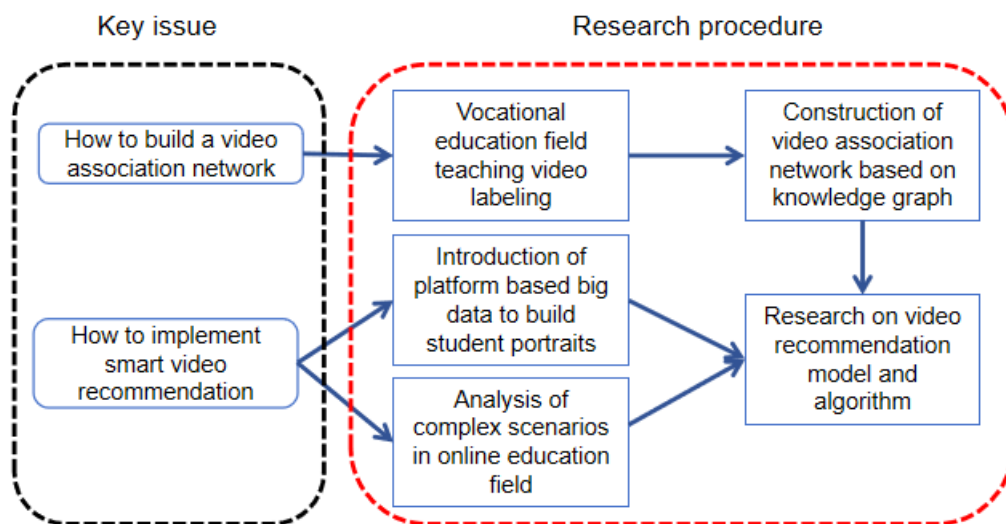 Key issue
Research procedure
How to build a video
association network
Vocational
education field
teaching video
labeling
Construction of
video association
network based on
knowledge graph
How to implement
smart video
recommendation
Introduction of
platform based big
data to build
student portraits
Analysis of
complex scenarios
in online education
field
Research on video
recommendation
model and
algorithm